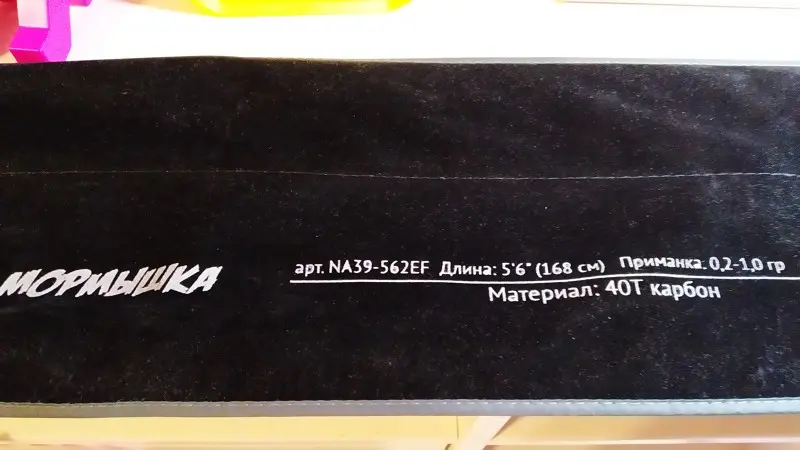 МОРМЫШКА
арт. NA39-562EF Длина: 5'6" (168 см) Приманка: 0,2-1,0 гр
Материал: 40Т карбон